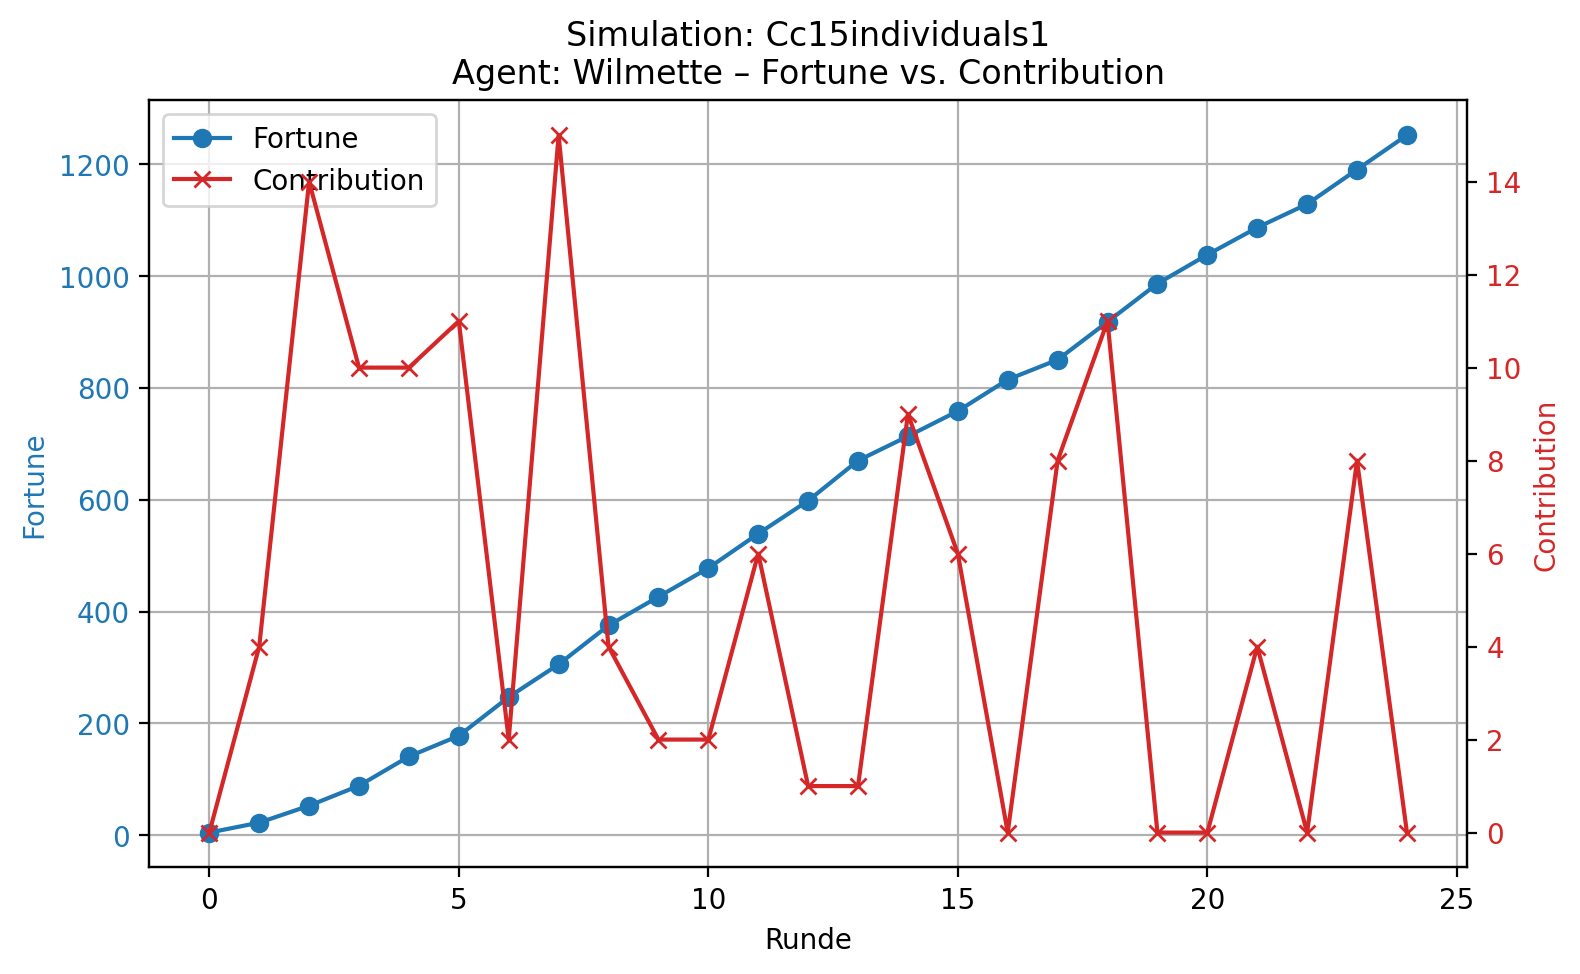 Simulation: Cc15individuals1
Agent: Wilmette – Fortune vs. Contribution
Fortune
Contribution
1200
1000
800
600
400
200
0
Fortune
14
12
10
8
6
4
2
0
Contribution
0 5 10 15 20 25
Runde